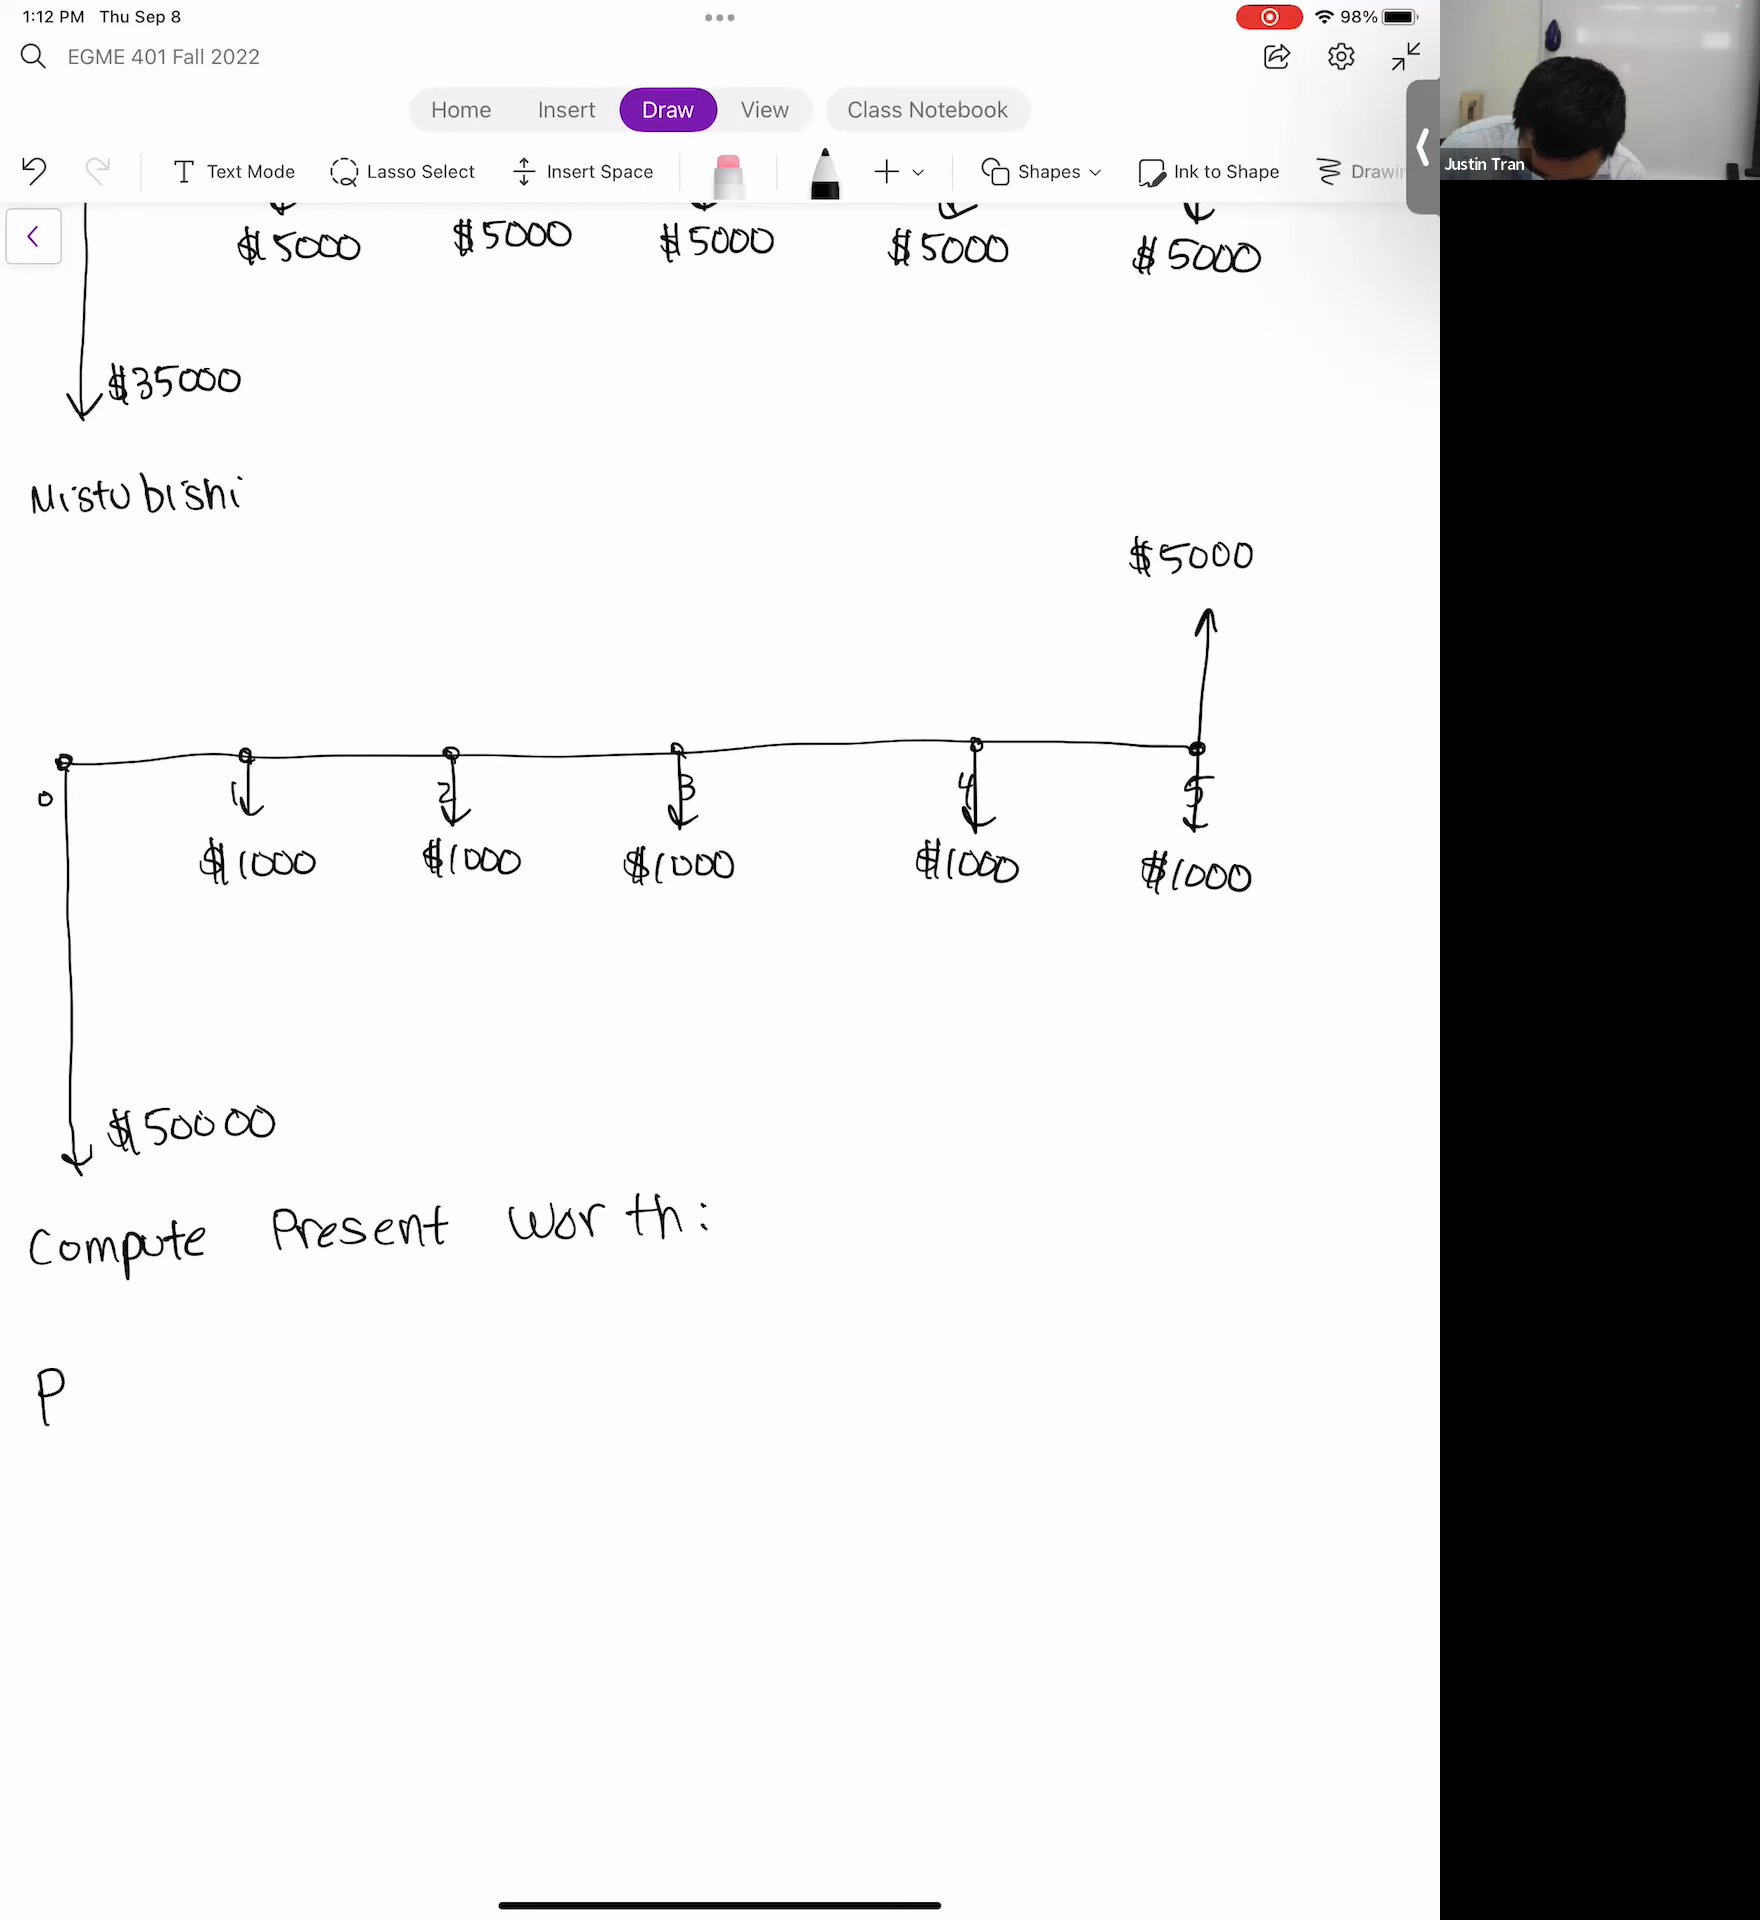 1:12 PM Thu Sep 8
98%
EGME 401 Fall 2022
Home Insert Draw View Class Notebook
Text Mode Lasso Select Insert Space Shapes Ink to Shape Drawi
Justin Tran
$5000 $5000 $5000 $5000 $5000
$35000
Mistubishi
$5000
0 1 2 3 4 5
$1000 $1000 $1000 $1000 $1000
$50000
Compute Present Worth:
P